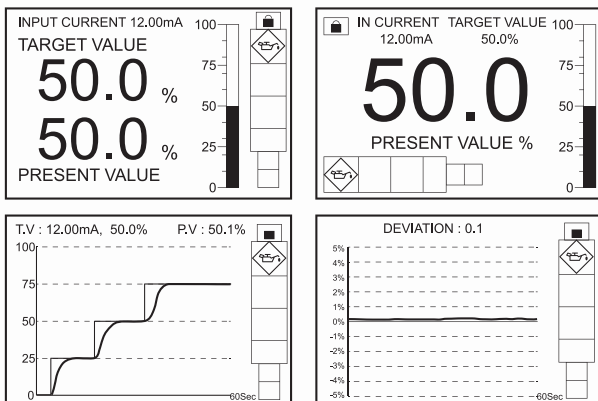 INPUT CURRENT 12.00mA
TARGET VALUE
50.0 %
50.0 %
PRESENT VALUE
100
75
50
25
0
IN CURRENT TARGET VALUE
12.00mA 50.0%
50.0
PRESENT VALUE %
100
75
50
25
0
T.V : 12.00mA, 50.0% P.V : 50.1%
100
75
50
25
0
60Sec
DEVIATION : 0.1
5%
4%
3%
2%
1%
0%
-1%
-2%
-3%
-4%
-5%
60Sec